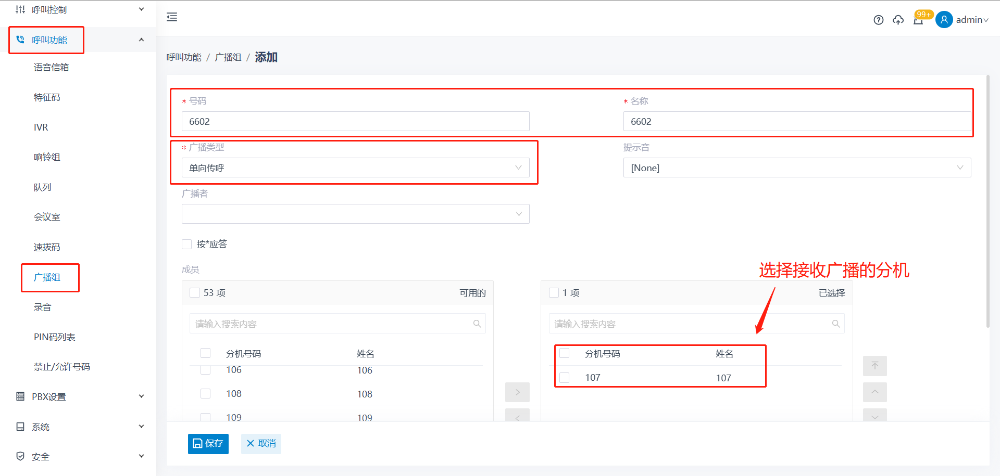 呼叫控制
呼叫功能
语音信箱
特征码
IVR
响铃组
队列
会议室
速拨码
广播组
录音
PIN码列表
禁止/允许号码
PBX设置
系统
安全
99+
admin
呼叫功能 / 广播组 / 添加
* 号码
6602
* 名称
6602
* 广播类型
单向传呼
提示音
[None]
广播者
按*应答
成员
选择接收广播的分机
53 项 可用的
请输入搜索内容
分机号码 姓名
106 106
108 108
109 109
1 项 已选择
请输入搜索内容
分机号码 姓名
107 107
保存
取消